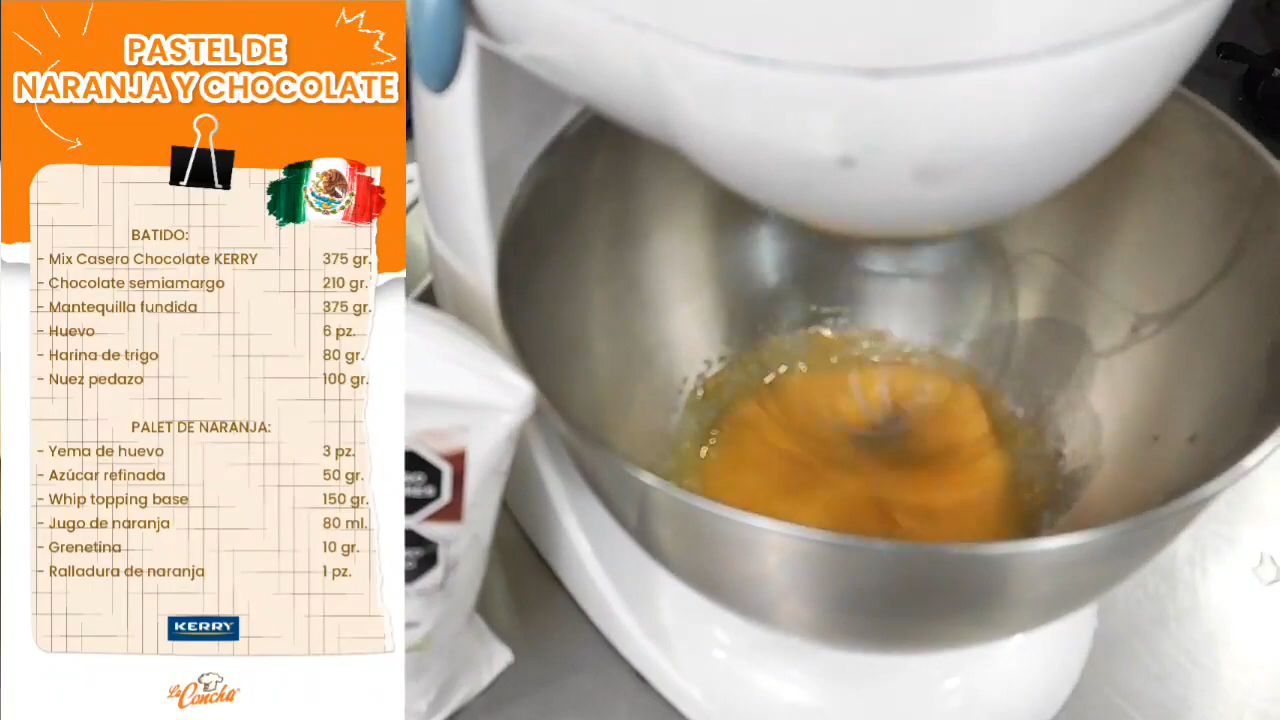 PASTEL DE
NARANJA Y CHOCOLATE
BATIDO:
- Mix Casero Chocolate KERRY 375 gr.
- Chocolate semiamargo 210 gr.
- Mantequilla fundida 375 gr.
- Huevo 6 pz.
- Harina de trigo 80 gr.
- Nuez pedazo 100 gr.
PALET DE NARANJA:
- Yema de huevo 3 pz.
- Azúcar refinada 50 gr.
- Whip topping base 150 gr.
- Jugo de naranja 80 ml.
- Grenetina 10 gr.
- Ralladura de naranja 1 pz.
KERRY
La Concha